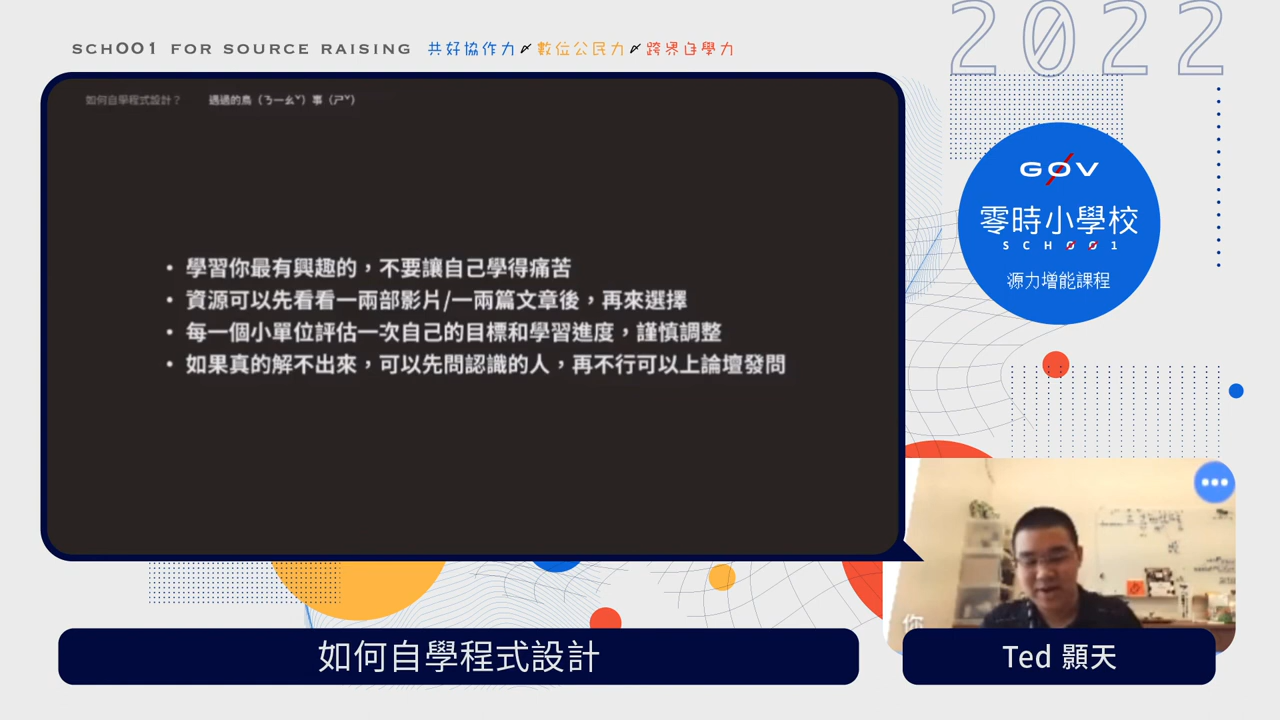 2022
SCHOO1 FOR SOURCE RAISING 共好協作力 數位公民力 跨界自學力
如何自學程式設計? 遇過的鳥(ㄋㄧㄠˇ)事(ㄕˇ)
• 學習你最有興趣的,不要讓自己學得痛苦
• 資源可以先看看一兩部影片/一兩篇文章後,再來選擇
• 每一個小單位評估一次自己的目標和學習進度,謹慎調整
• 如果真的解不出來,可以先問認識的人,再不行可以上論壇發問
GOV
零時小學校
SCHOO1
源力增能課程
你
如何自學程式設計
Ted 顥天